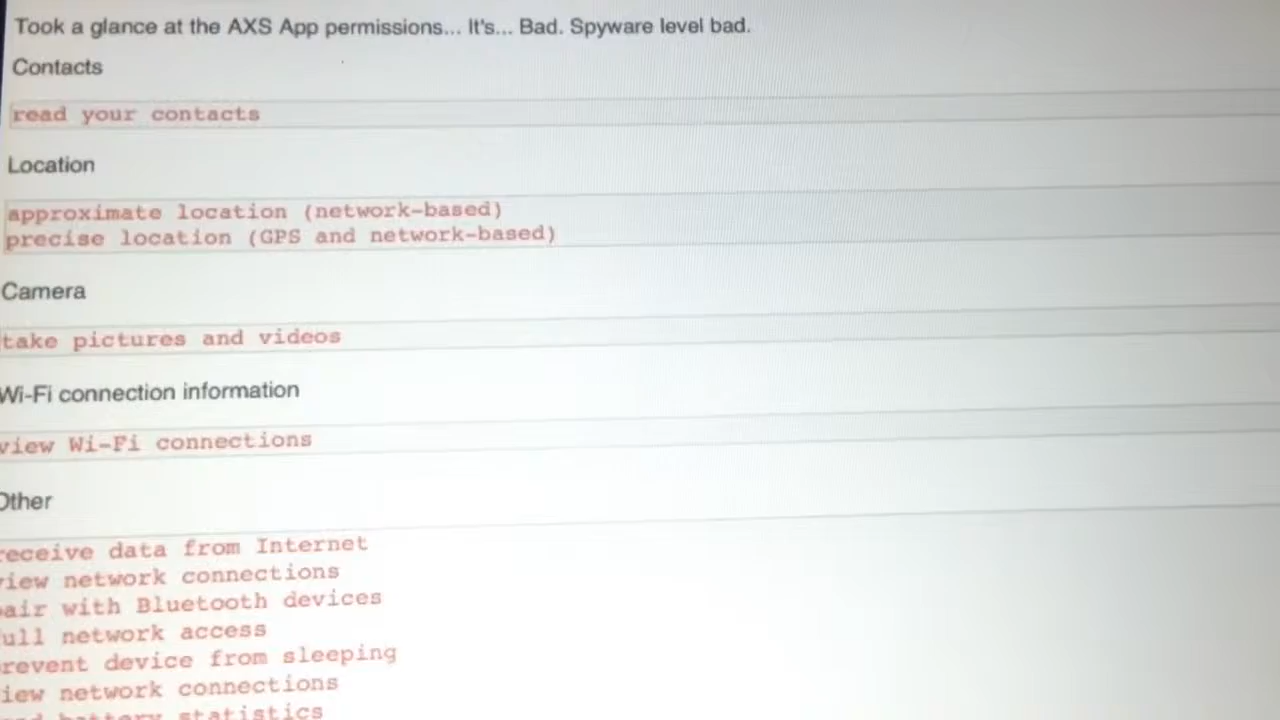 Took a glance at the AXS App permissions... It's... Bad. Spyware level bad.
Contacts
read your contacts
Location
approximate location (network-based)
precise location (GPS and network-based)
Camera
take pictures and videos
Wi-Fi connection information
view Wi-Fi connections
Other
receive data from Internet
view network connections
pair with Bluetooth devices
full network access
prevent device from sleeping
view network connections
battery statistics